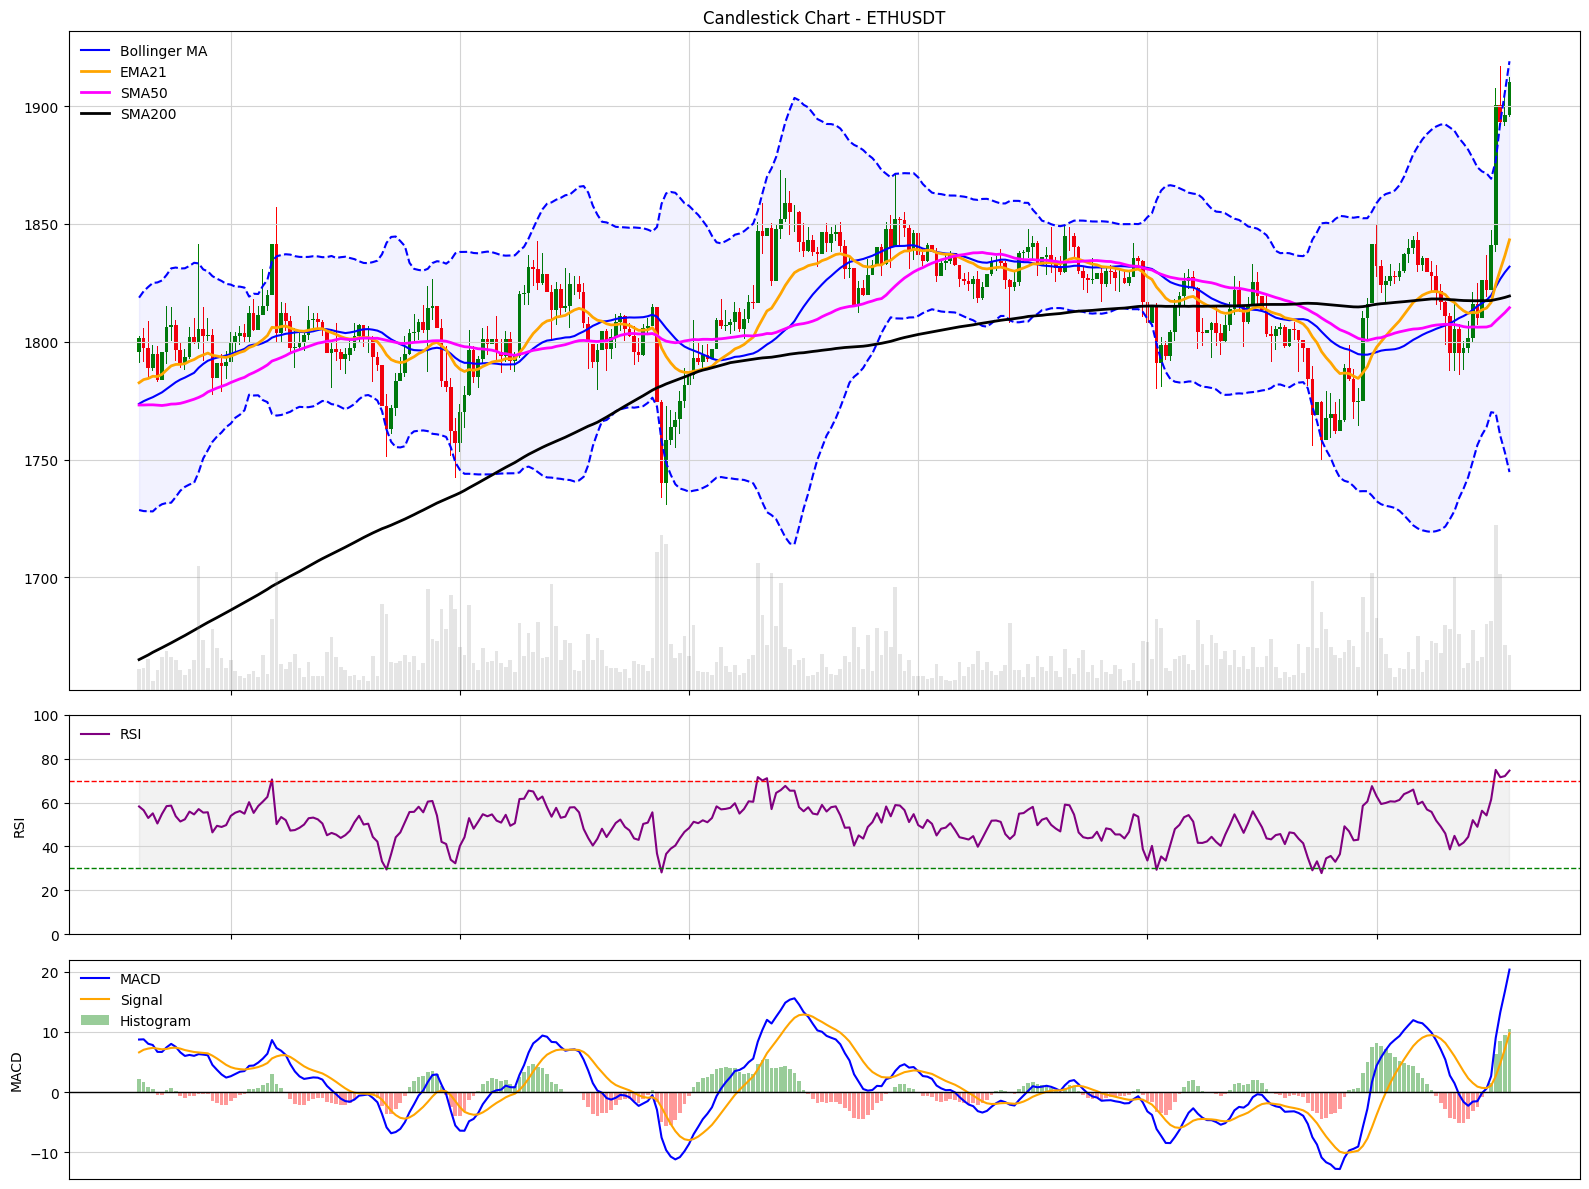 Candlestick Chart - ETHUSDT
Bollinger MA
EMA21
SMA50
SMA200
1900
1850
1800
1750
1700
RSI
100
80
60
40
20
0
RSI
MACD
Signal
Histogram
20
10
0
−10
MACD